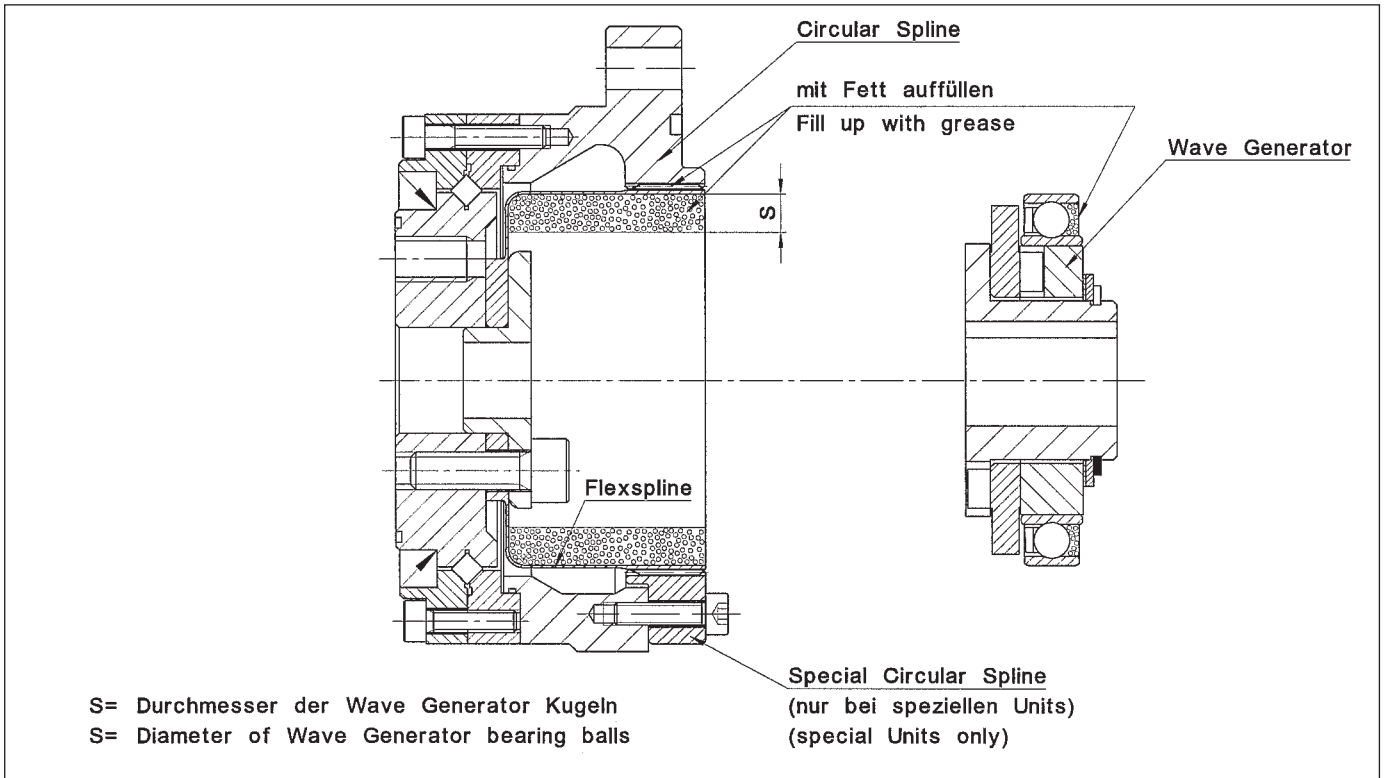 Circular Spline
mit Fett auffüllen
Fill up with grease
Wave Generator
S
Flexspline
Special Circular Spline
(nur bei speziellen Units)
(special Units only)
S= Durchmesser der Wave Generator Kugeln
S= Diameter of Wave Generator bearing balls